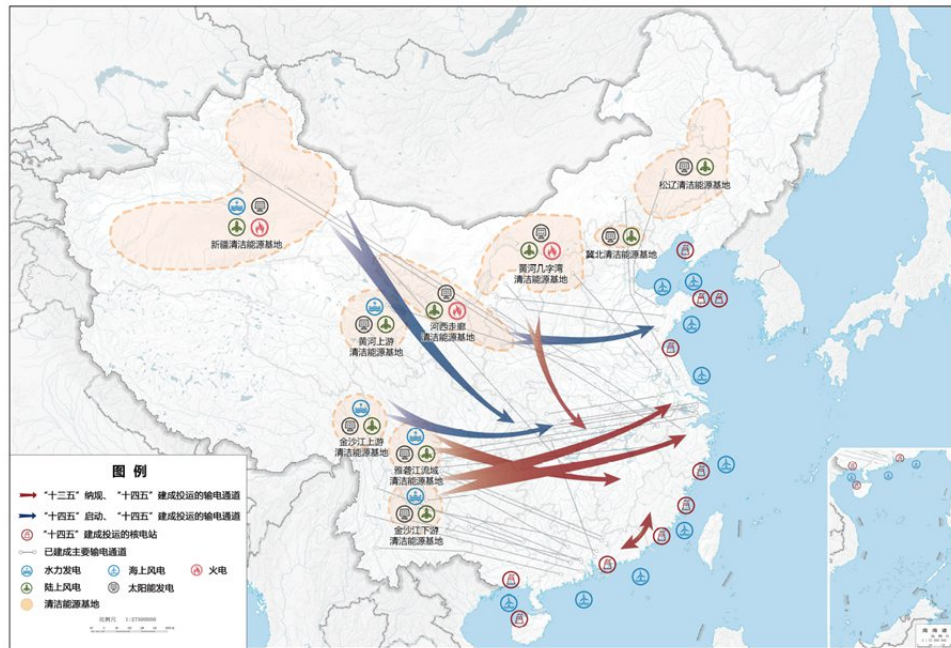 松辽清洁能源基地
新疆清洁能源基地
冀北清洁能源基地
黄河几字湾
清洁能源基地
黄河上游
清洁能源基地
河西走廊
清洁能源基地
金沙江上游
清洁能源基地
雅砻江流域
清洁能源基地
金沙江下游
清洁能源基地
图 例
“十三五”纳规、“十四五”建成投运的输电通道
“十四五”启动、“十四五”建成投运的输电通道
“十四五”建成投运的核电站
已建成主要输电通道
水力发电 海上风电 火电
陆上风电 太阳能发电
清洁能源基地
比例尺